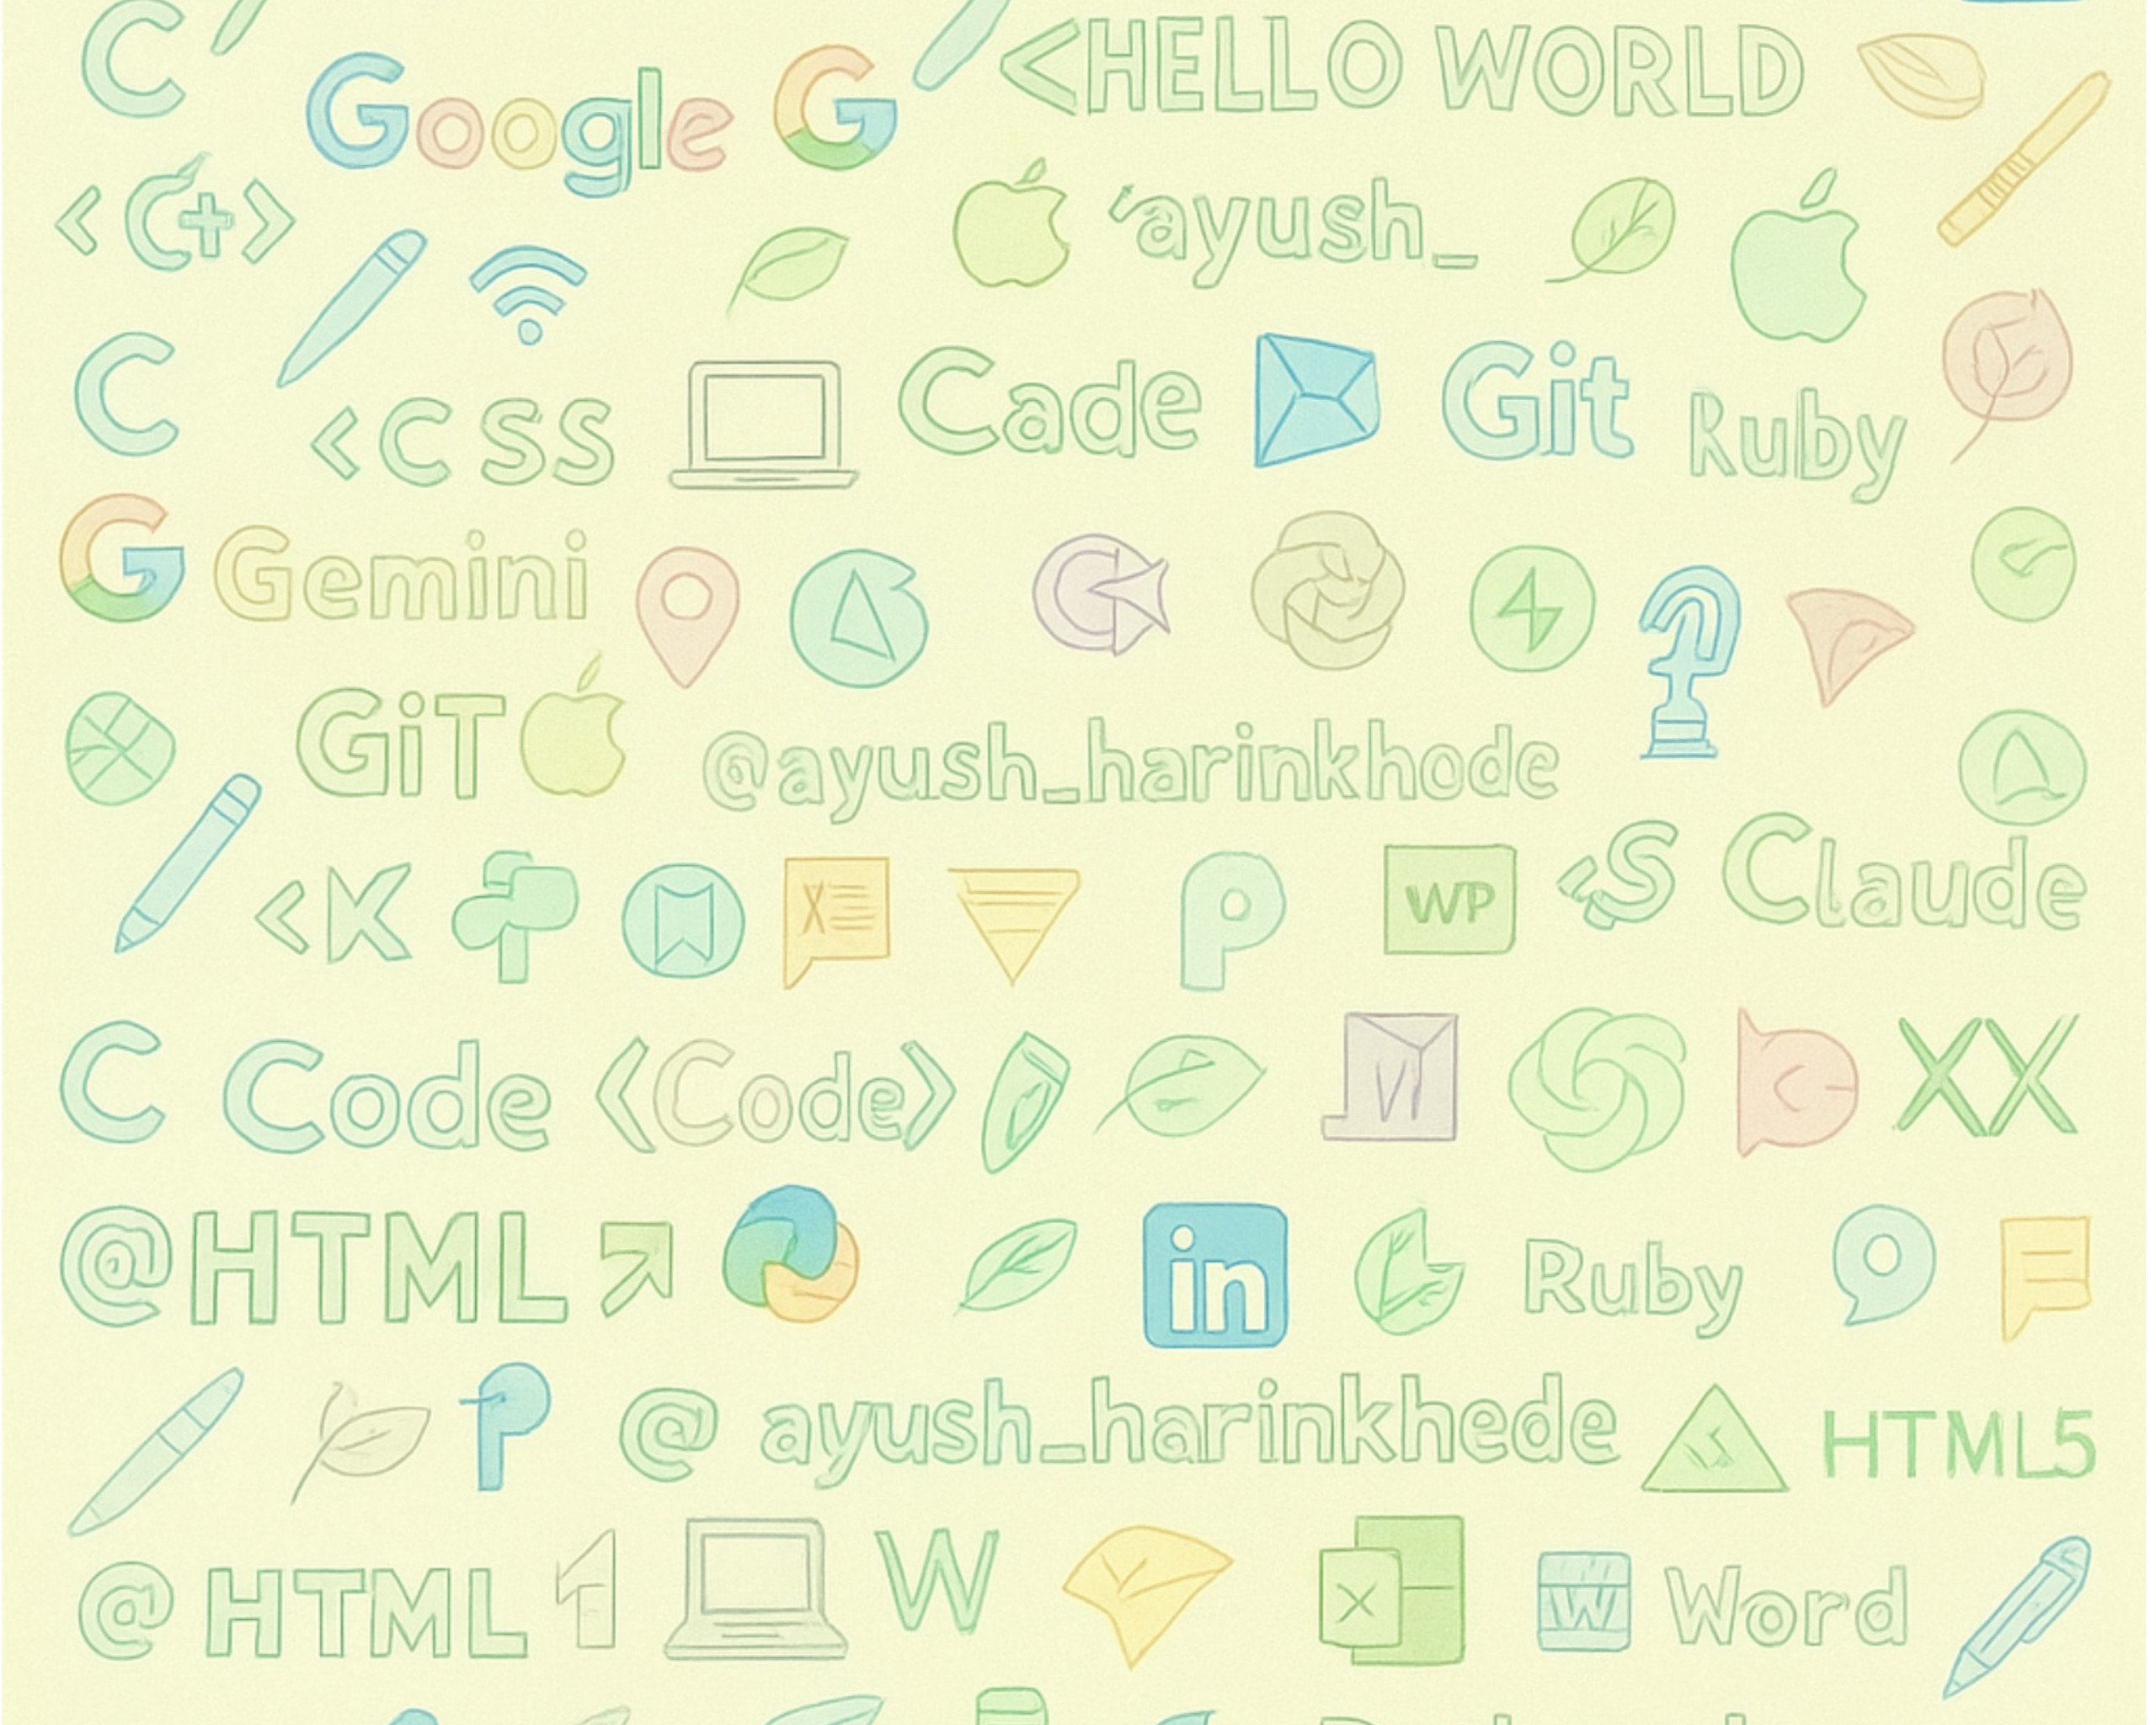 C
<HELLO WORLD
Google G
<C+>
ayush_
C
<CSS
Cade
Git
Ruby
G Gemini
GiT
@ayush_harinkhode
<K
X
P
WP
S
Claude
C Code <Code>
XX
@HTML
in
Ruby
P
@ ayush_harinkhede
HTML5
@ HTML 1
W
X
W Word